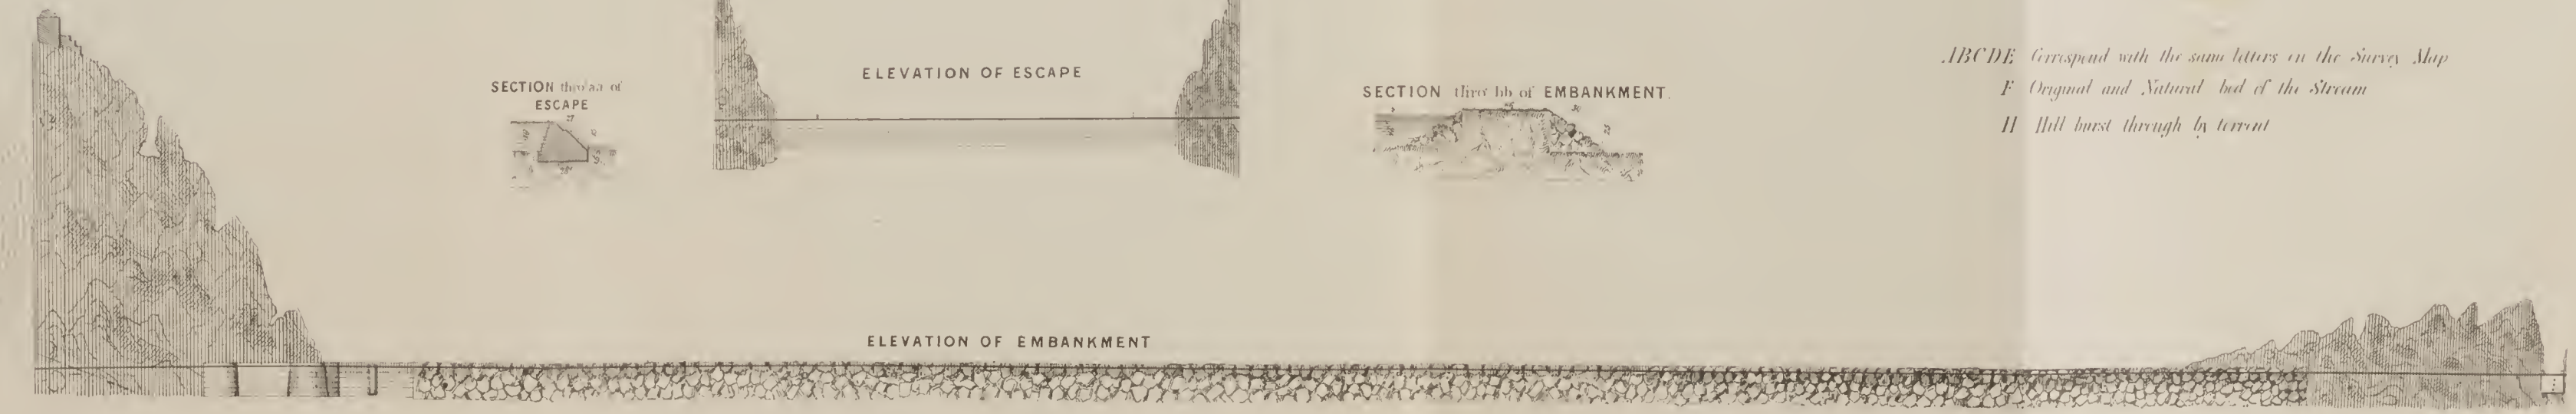 ELEVATION OF ESCAPE
SECTION thro' aa of
ESCAPE
27
SECTION thro' bb of EMBANKMENT.
ABCDE Correspond with the same letters on the Survey Map
F Original and Natural bed of the Stream
H Hill burst through by torrent
ELEVATION OF EMBANKMENT